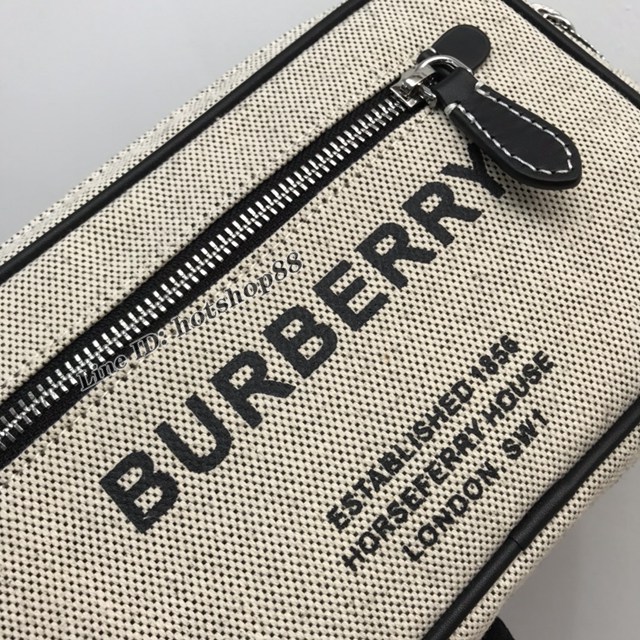 BURBERRY
ESTABLISHED 1856
HORSEFERRY HOUSE
LONDON SW1
Line ID: hotshop88